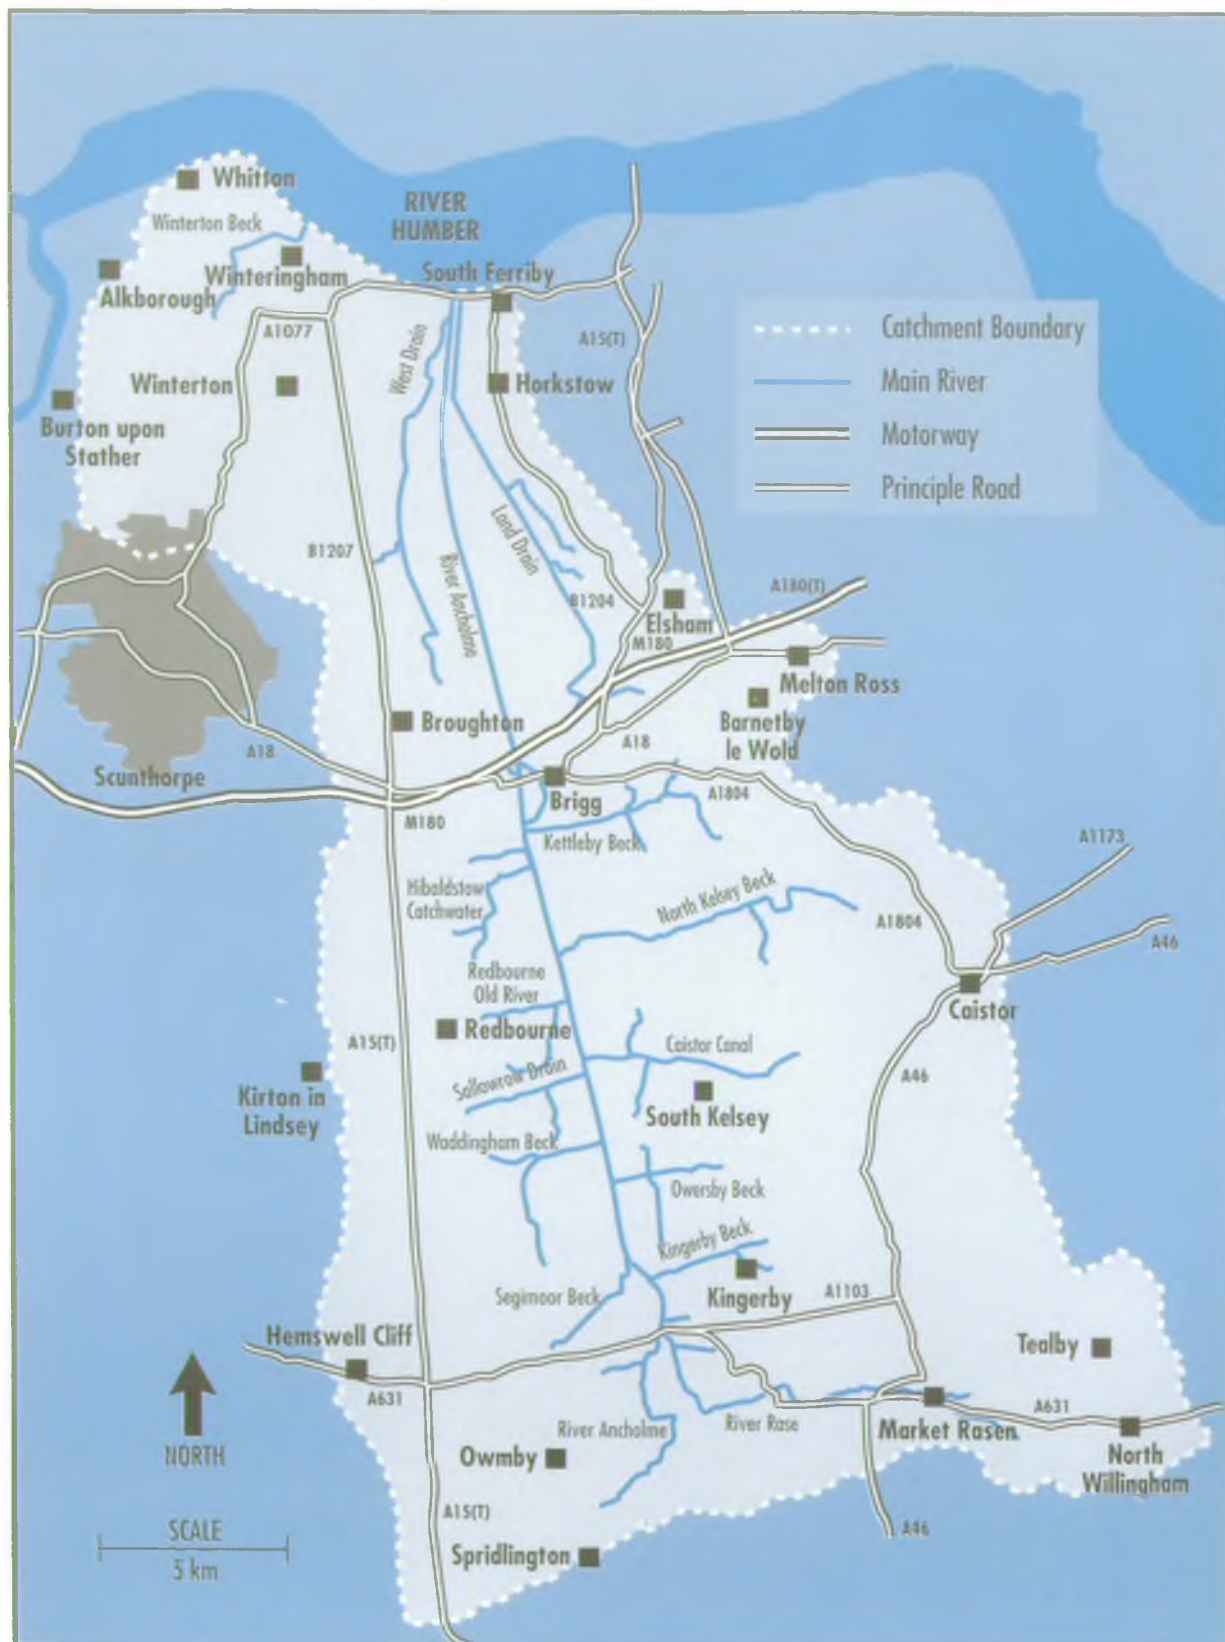 Whitton
Winterton Beck
RIVER
HUMBER
Winteringham
South Ferriby
Alkborough
A1077
West Drain
A15(T)
Catchment Boundary
Main River
Motorway
Principle Road
Winterton
Horkstow
Burton upon
Stather
B1207
River Ancholme
Land Drain
B1204
A180(T)
Elsham
M180
Melton Ross
Broughton
Barnetby
le Wold
A18
A18
Scunthorpe
Brigg
A1804
M180
Kettleby Beck
A1173
Hibaldstow
Catchwater
North Kelsey Beck
A1804
A46
Redbourne
Old River
Caistor
Redbourne
A15(T)
Caistor Canal
Sallowrow Drain
A46
Kirton in
Lindsey
South Kelsey
Waddingham Beck
Owersby Beck
Kingerby Beck
Segimoor Beck
Kingerby
A1103
Hemswell Cliff
Tealby
A631
NORTH
River Ancholme
River Rase
Market Rasen
A631
Owmby
North
Willingham
A15(T)
A46
SCALE
5 km
Spridlington